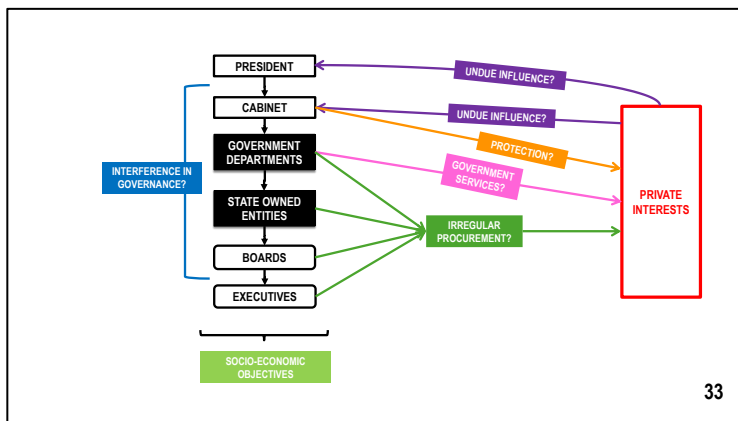 PRESIDENT
UNDUE INFLUENCE?
CABINET
UNDUE INFLUENCE?
PROTECTION?
GOVERNMENT
DEPARTMENTS
GOVERNMENT
SERVICES?
INTERFERENCE IN
GOVERNANCE?
STATE OWNED
ENTITIES
PRIVATE
INTERESTS
IRREGULAR
PROCUREMENT?
BOARDS
EXECUTIVES
SOCIO-ECONOMIC
OBJECTIVES
33